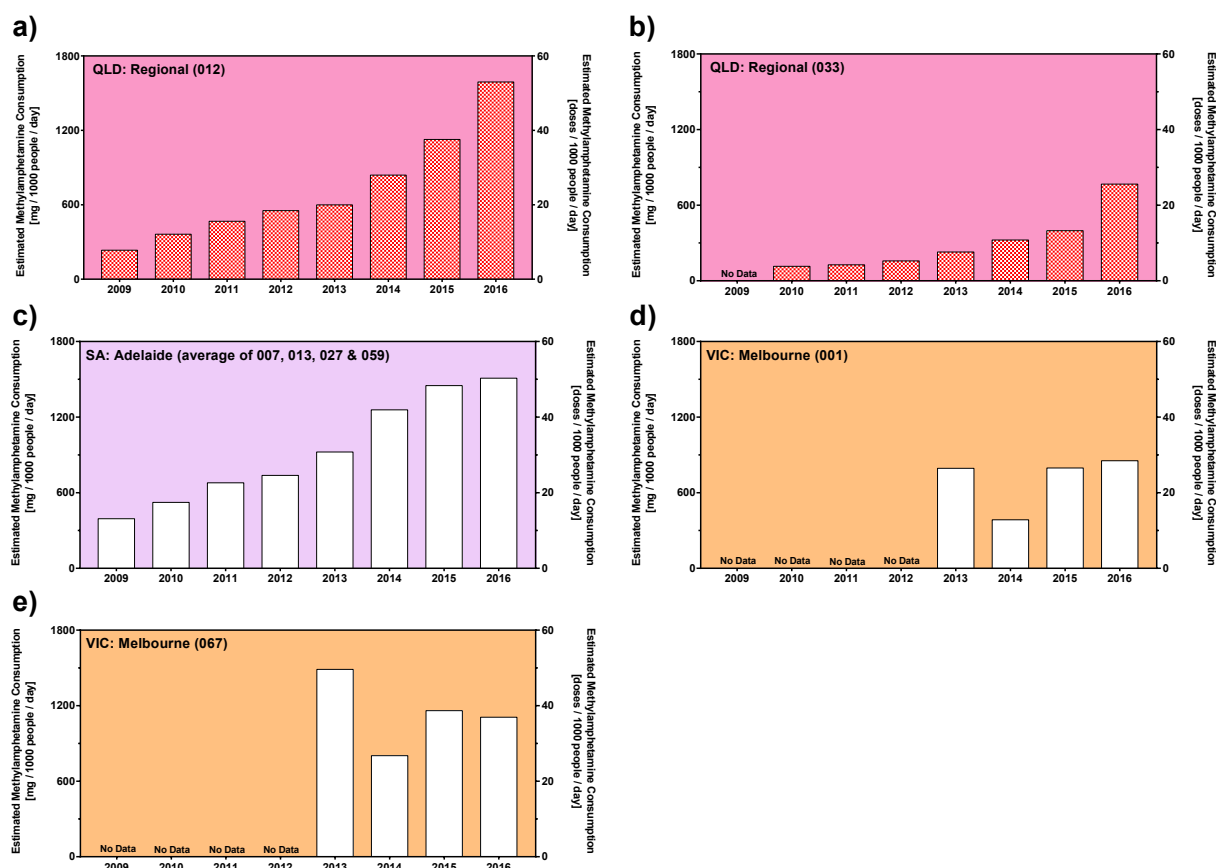 a)
QLD: Regional (012)
Estimated Methylamphetamine Consumption
[mg / 1000 people / day]
1800
1200
600
0
60
40
20
0
Estimated Methylamphetamine Consumption
[doses / 1000 people / day]
2009 2010 2011 2012 2013 2014 2015 2016
b)
QLD: Regional (033)
Estimated Methylamphetamine Consumption
[mg / 1000 people / day]
1800
1200
600
0
No Data
60
40
20
0
Estimated Methylamphetamine Consumption
[doses / 1000 people / day]
2009 2010 2011 2012 2013 2014 2015 2016
c)
SA: Adelaide (average of 007, 013, 027 & 059)
Estimated Methylamphetamine Consumption
[mg / 1000 people / day]
1800
1200
600
0
60
40
20
0
Estimated Methylamphetamine Consumption
[doses / 1000 people / day]
2009 2010 2011 2012 2013 2014 2015 2016
d)
VIC: Melbourne (001)
Estimated Methylamphetamine Consumption
[mg / 1000 people / day]
1800
1200
600
0
No Data No Data No Data No Data
60
40
20
0
Estimated Methylamphetamine Consumption
[doses / 1000 people / day]
2009 2010 2011 2012 2013 2014 2015 2016
e)
VIC: Melbourne (067)
Estimated Methylamphetamine Consumption
[mg / 1000 people / day]
1800
1200
600
0
No Data No Data No Data No Data
60
40
20
0
Estimated Methylamphetamine Consumption
[doses / 1000 people / day]
2009 2010 2011 2012 2013 2014 2015 2016